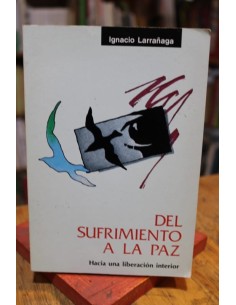 Ignacio Larrañaga
DEL
SUFRIMIENTO
A LA PAZ
Hacia una liberación interior